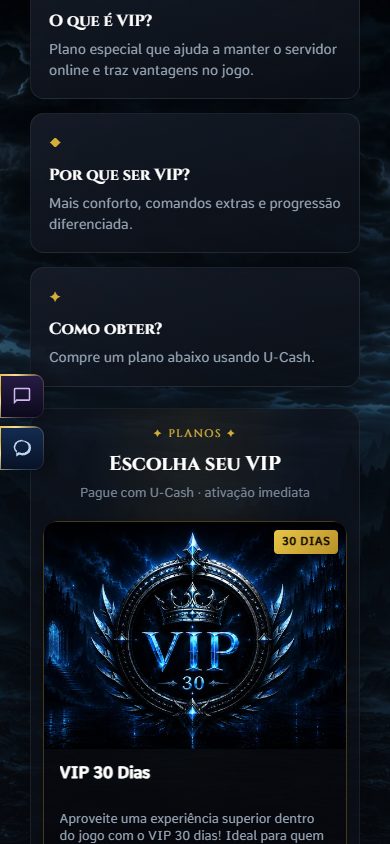 O que é VIP?
Plano especial que ajuda a manter o servidor
online e traz vantagens no jogo.
Por que ser VIP?
Mais conforto, comandos extras e progressão
diferenciada.
Como obter?
Compre um plano abaixo usando U-Cash.
PLANOS
Escolha seu VIP
Pague com U-Cash · ativação imediata
30 DIAS
VIP
30
VIP 30 Dias
Aproveite uma experiência superior dentro
do jogo com o VIP 30 dias! Ideal para quem